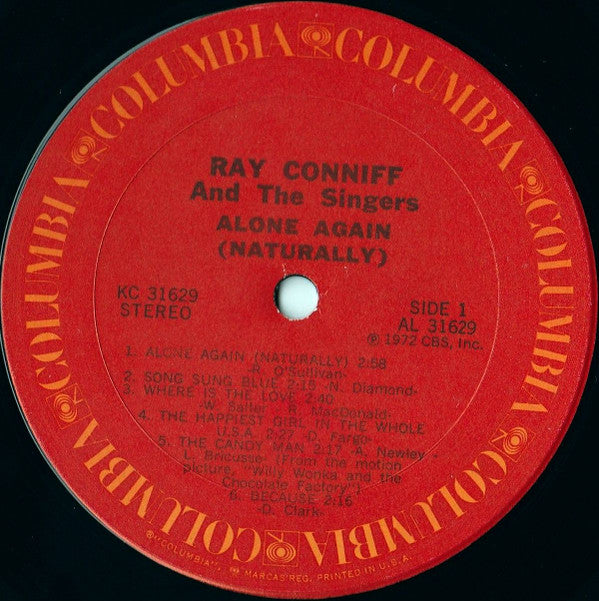 COLUMBIA COLUMBIA COLUMBIA COLUMBIA COLUMBIA COLUMBIA
RAY CONNIFF
And The Singers
ALONE AGAIN
(NATURALLY)
KC 31629
STEREO
SIDE 1
AL 31629
Ⓟ 1972 CBS, Inc.
1. ALONE AGAIN (NATURALLY) 2:58
R. O'Sullivan-
2. SONG SUNG BLUE 2:15 -N. Diamond-
3. WHERE IS THE LOVE 2:40
W. Salter - R. MacDonald-
4. THE HAPPIEST GIRL IN THE WHOLE
U.S.A. 2:27 -D. Fargo-
5. THE CANDY MAN 2:17 -A. Newley -
L. Bricusse- (From the motion
picture, "Willy Wonka and the
Chocolate Factory")
6. BECAUSE 2:16
-D. Clark-
®"COLUMBIA", MARCAS REG. PRINTED IN U.S.A.